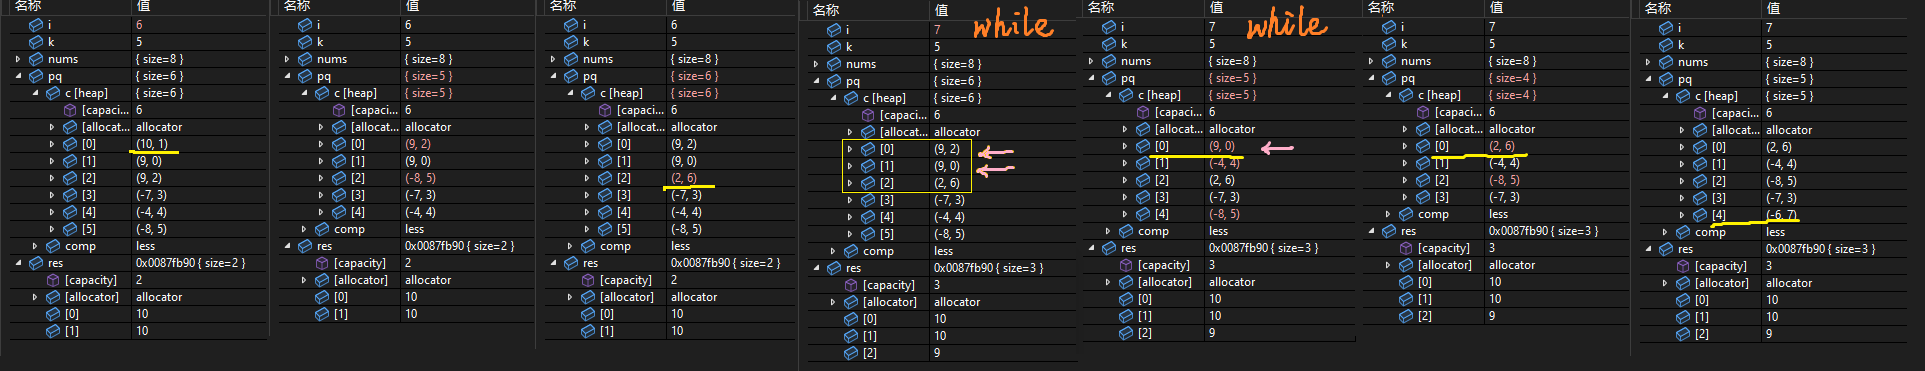 名称 值
i 6
k 5
nums { size=8 }
pq { size=6 }
c [heap] { size=6 }
[capaci... 6
[allocat... allocator
[0] (10, 1)
[1] (9, 0)
[2] (9, 2)
[3] (-7, 3)
[4] (-4, 4)
[5] (-8, 5)
comp less
res 0x0087fb90 { size=2 }
[capacity] 2
[allocator] allocator
[0] 10
[1] 10
名称 值
i 6
k 5
nums { size=8 }
pq { size=5 }
c [heap] { size=5 }
[capaci... 6
[allocat... allocator
[0] (9, 2)
[1] (9, 0)
[2] (-8, 5)
[3] (-7, 3)
[4] (-4, 4)
comp less
res 0x0087fb90 { size=2 }
[capacity] 2
[allocator] allocator
[0] 10
[1] 10
名称 值
i 6
k 5
nums { size=8 }
pq { size=6 }
c [heap] { size=6 }
[capaci... 6
[allocat... allocator
[0] (9, 2)
[1] (9, 0)
[2] (2, 6)
[3] (-7, 3)
[4] (-4, 4)
[5] (-8, 5)
comp less
res 0x0087fb90 { size=2 }
[capacity] 2
[allocator] allocator
[0] 10
[1] 10
名称 值
while
i 7
k 5
nums { size=8 }
pq { size=6 }
c [heap] { size=6 }
[capaci... 6
[allocat... allocator
[0] (9, 2)
[1] (9, 0)
[2] (2, 6)
[3] (-7, 3)
[4] (-4, 4)
[5] (-8, 5)
comp less
res 0x0087fb90 { size=3 }
[capacity] 3
[allocator] allocator
[0] 10
[1] 10
[2] 9
名称 值
while
i 7
k 5
nums { size=8 }
pq { size=5 }
c [heap] { size=5 }
[capaci... 6
[allocat... allocator
[0] (9, 0)
[1] (-4, 4)
[2] (2, 6)
[3] (-7, 3)
[4] (-8, 5)
comp less
res 0x0087fb90 { size=3 }
[capacity] 3
[allocator] allocator
[0] 10
[1] 10
[2] 9
名称 值
i 7
k 5
nums { size=8 }
pq { size=4 }
c [heap] { size=4 }
[capaci... 6
[allocat... allocator
[0] (2, 6)
[1] (-4, 4)
[2] (-8, 5)
[3] (-7, 3)
comp less
res 0x0087fb90 { size=3 }
[capacity] 3
[allocator] allocator
[0] 10
[1] 10
[2] 9
名称 值
i 7
k 5
nums { size=8 }
pq { size=5 }
c [heap] { size=5 }
[capaci... 6
[allocat... allocator
[0] (2, 6)
[1] (-4, 4)
[2] (-8, 5)
[3] (-7, 3)
[4] (-6, 7)
comp less
res 0x0087fb90 { size=3 }
[capacity] 3
[allocator] allocator
[0] 10
[1] 10
[2] 9